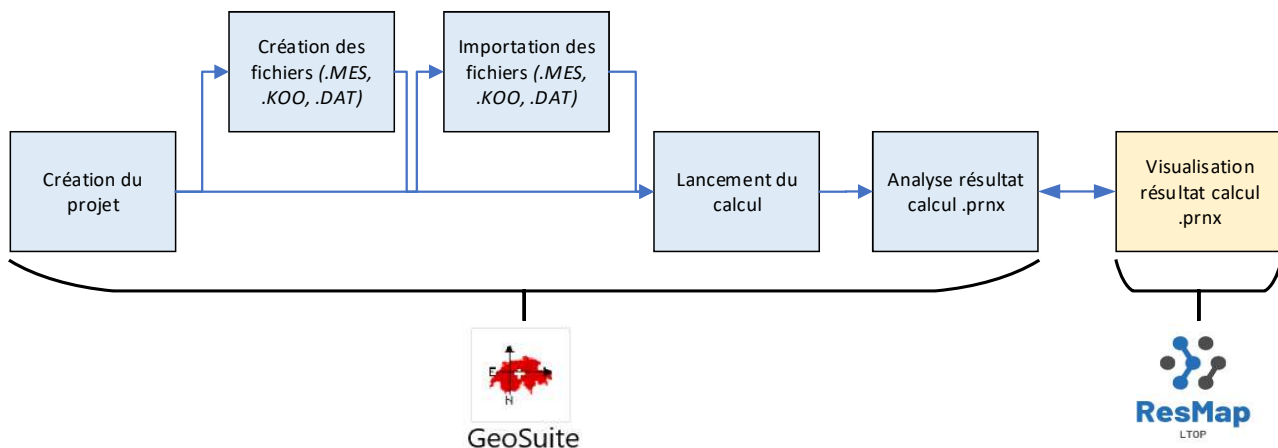 Création des
fichiers (.MES,
.KOO, .DAT)
Importation des
fichiers (.MES,
.KOO, .DAT)
Création du
projet
Lancement du
calcul
Analyse résultat
calcul .prnx
Visualisation
résultat calcul
.prnx
E
N
GeoSuite
ResMap
LTOP